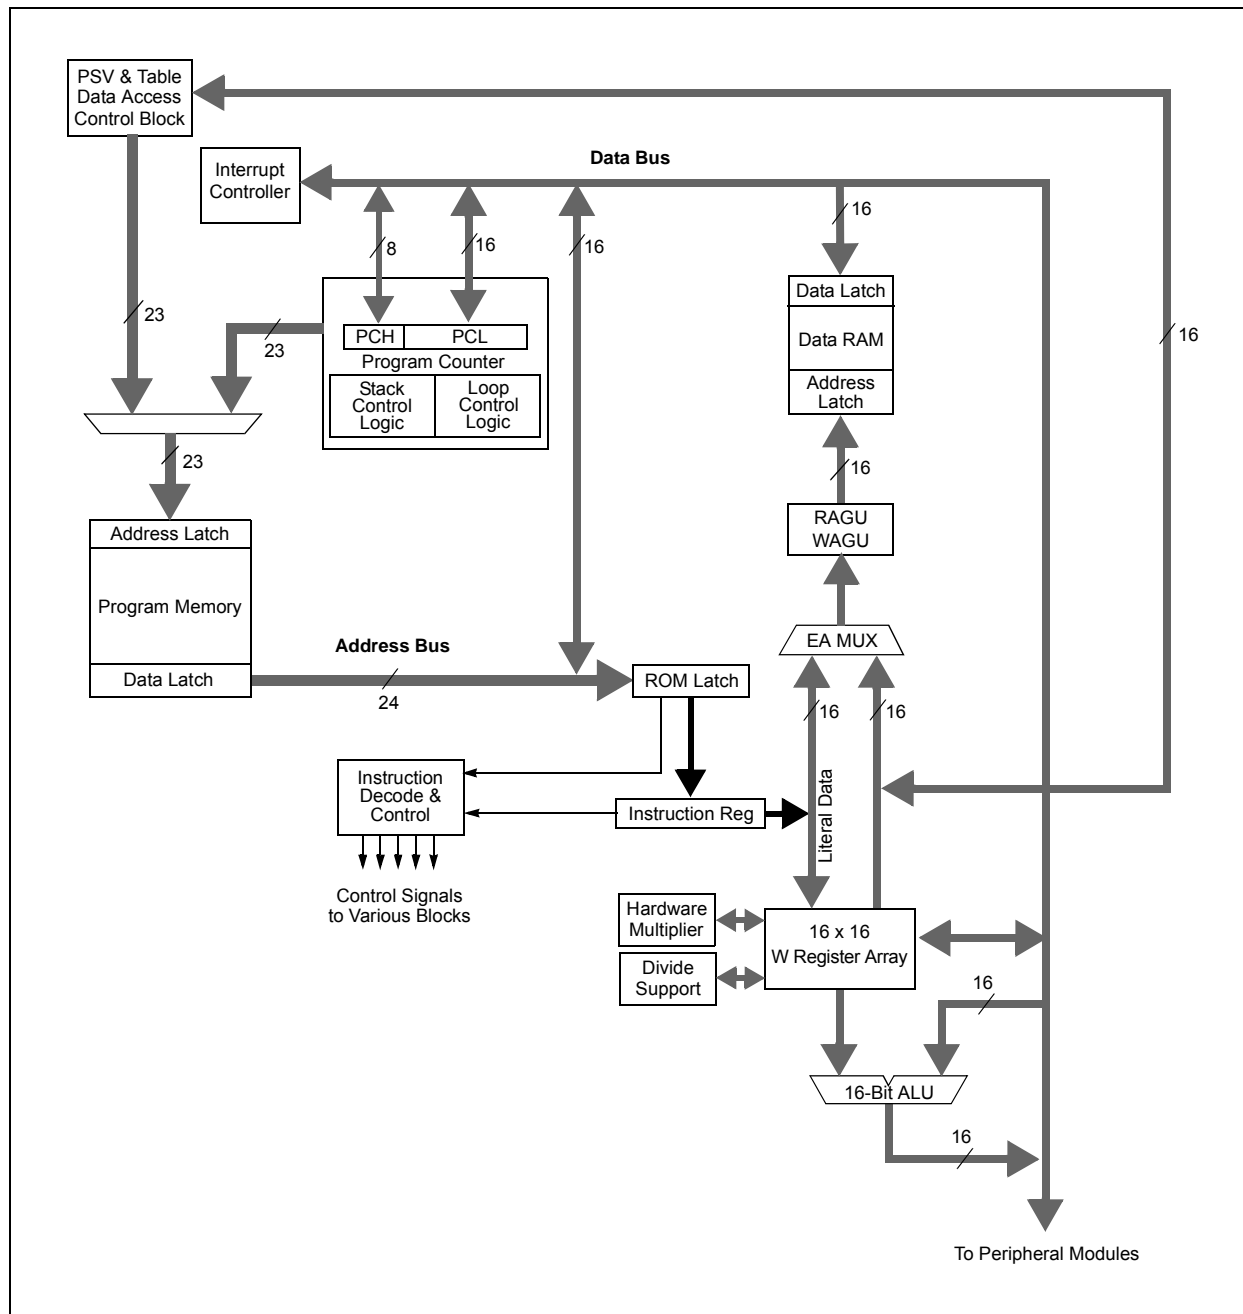 PSV & Table
Data Access
Control Block
Data Bus
Interrupt
Controller
16
8
16
16
16
23
23
PCH
PCL
Program Counter
Stack
Control
Logic
Loop
Control
Logic
Data Latch
Data RAM
Address
Latch
23
16
RAGU
WAGU
Address Latch
Program Memory
Data Latch
Address Bus
24
EA MUX
ROM Latch
16
16
Instruction
Decode &
Control
Instruction Reg
Literal Data
Control Signals
to Various Blocks
Hardware
Multiplier
16 x 16
W Register Array
Divide
Support
16
16-Bit ALU
16
To Peripheral Modules